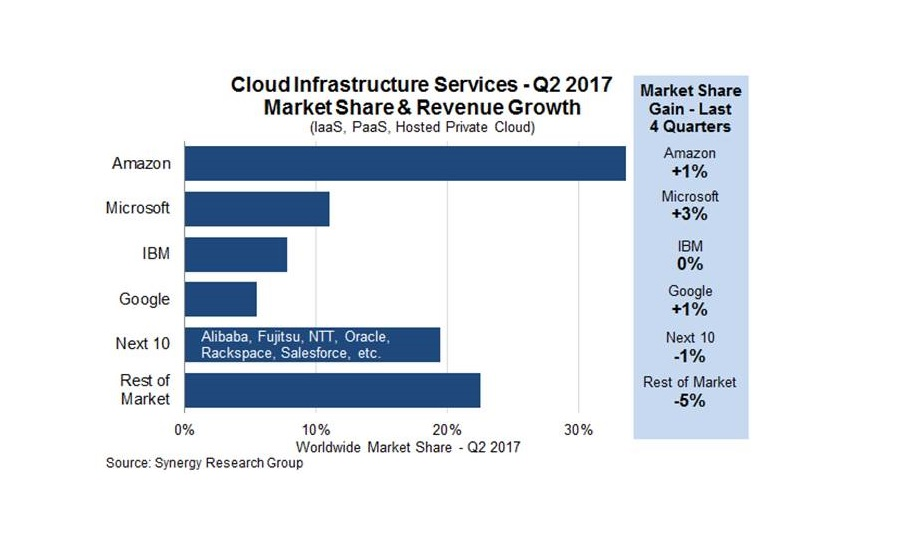 Cloud Infrastructure Services - Q2 2017
Market Share & Revenue Growth
(IaaS, PaaS, Hosted Private Cloud)
Amazon
Microsoft
IBM
Google
Next 10
Alibaba, Fujitsu, NTT, Oracle,
Rackspace, Salesforce, etc.
Rest of
Market
0% 10% 20% 30%
Worldwide Market Share - Q2 2017
Source: Synergy Research Group
Market Share
Gain - Last
4 Quarters
Amazon
+1%
Microsoft
+3%
IBM
0%
Google
+1%
Next 10
-1%
Rest of Market
-5%